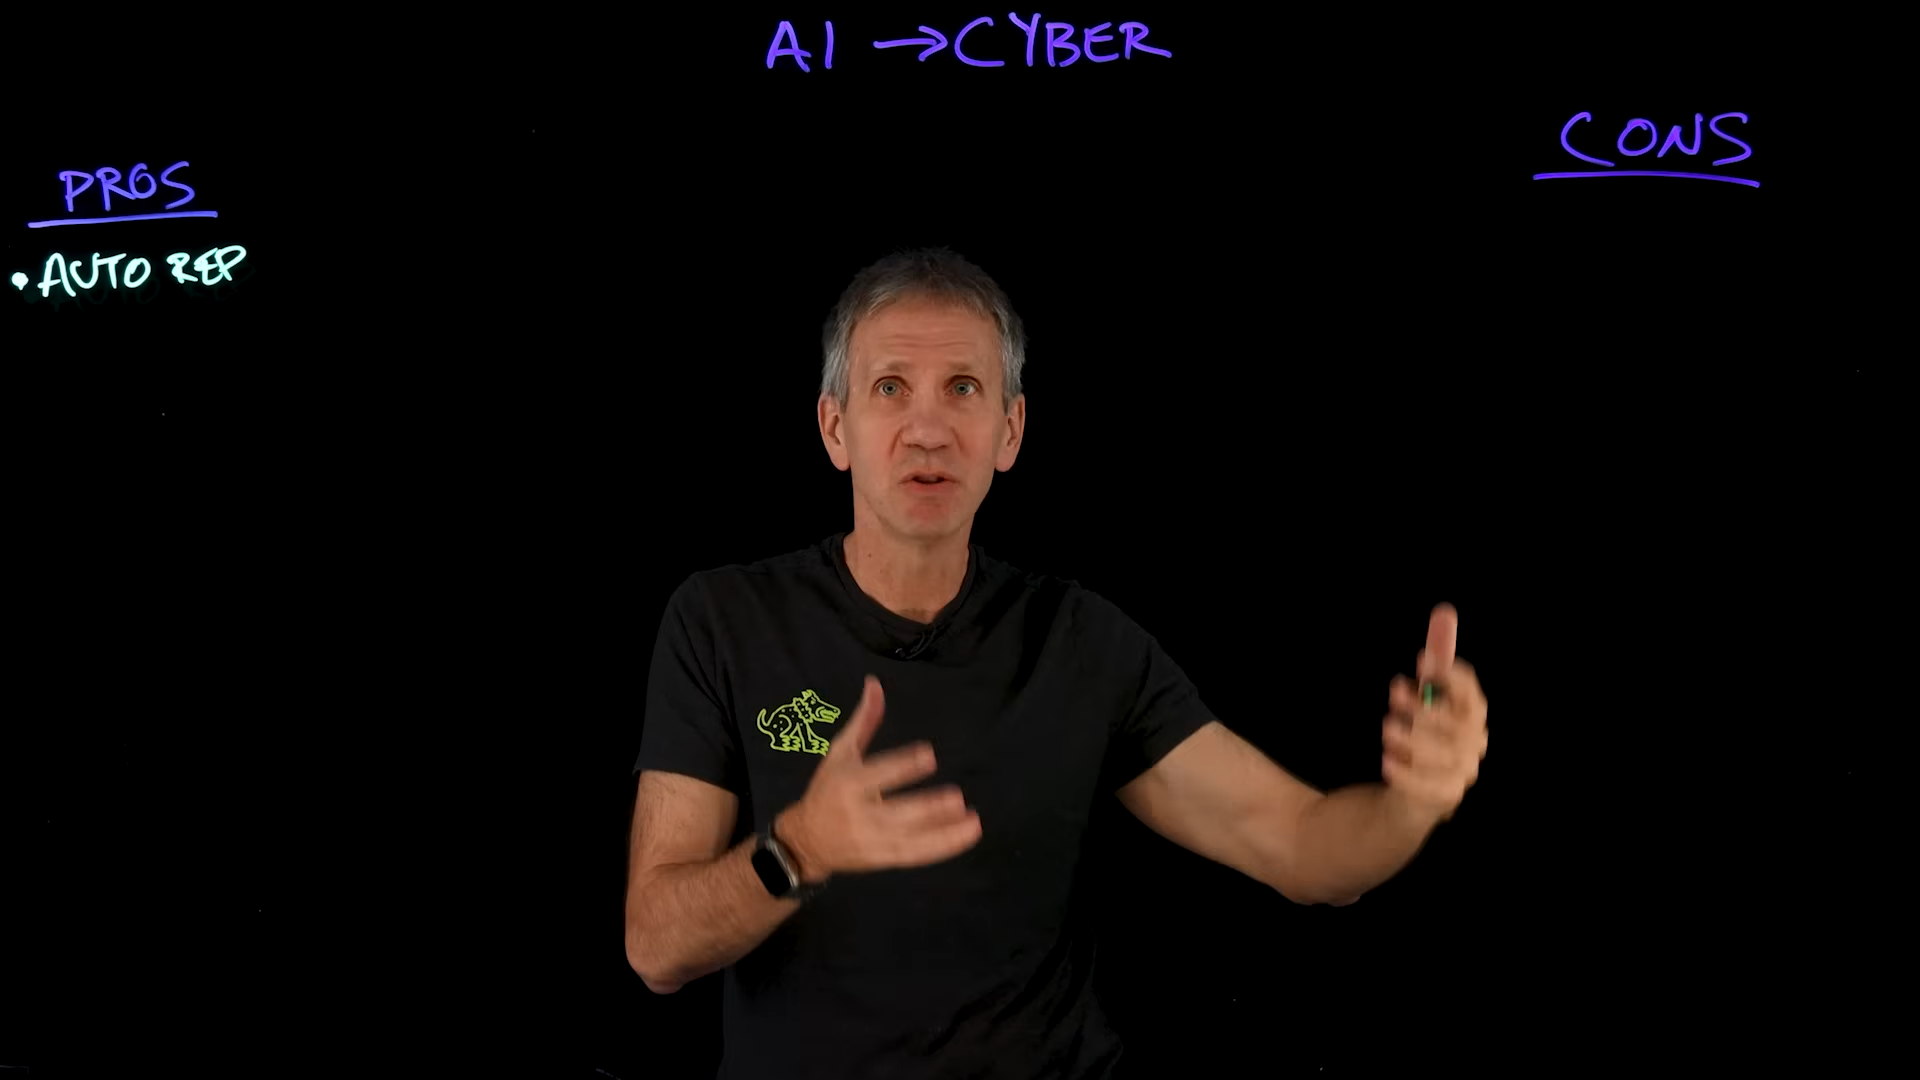 AI → CYBER
PROS
• AUTO REP
CONS